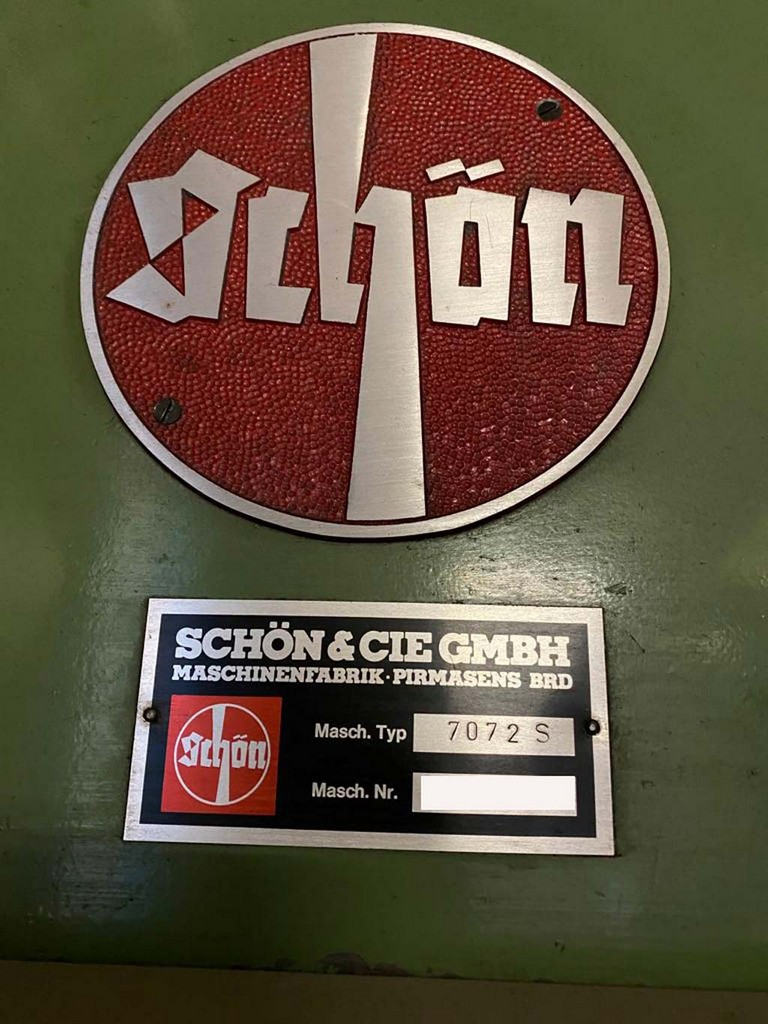 Schön
SCHÖN & CIE GMBH
MASCHINENFABRIK · PIRMASENS BRD
Schön
Masch. Typ 7072 S
Masch. Nr.